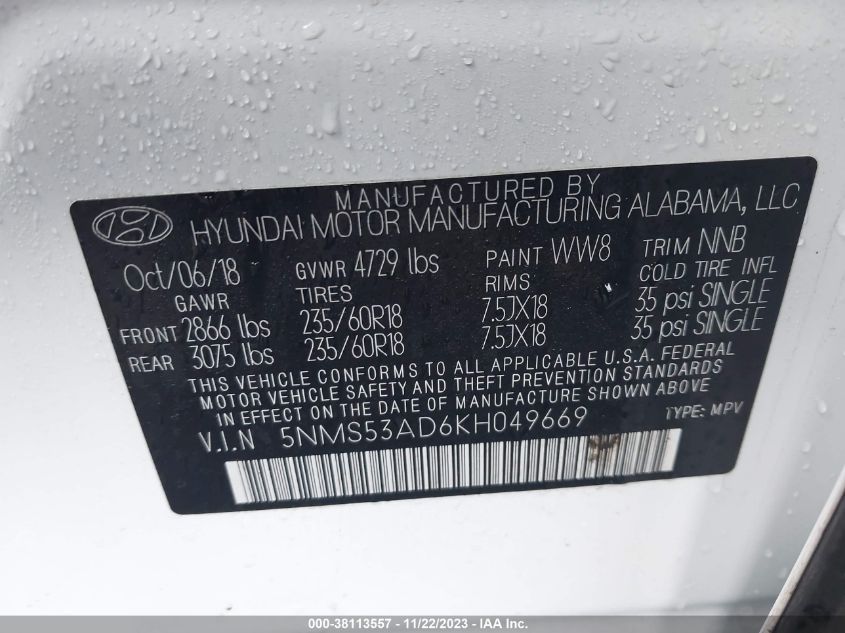 MANUFACTURED BY
HYUNDAI MOTOR MANUFACTURING ALABAMA, LLC
Oct/06/18 GVWR 4729 lbs PAINT WW8 TRIM NNB
GAWR TIRES RIMS COLD TIRE INFL
FRONT 2866 lbs 235/60R18 7.5JX18 35 psi SINGLE
REAR 3075 lbs 235/60R18 7.5JX18 35 psi SINGLE
THIS VEHICLE CONFORMS TO ALL APPLICABLE U.S.A. FEDERAL
MOTOR VEHICLE SAFETY AND THEFT PREVENTION STANDARDS
IN EFFECT ON THE DATE OF MANUFACTURE SHOWN ABOVE
V.I.N 5NMS53AD6KH049669 TYPE: MPV
000-38113557 - 11/22/2023 - IAA Inc.